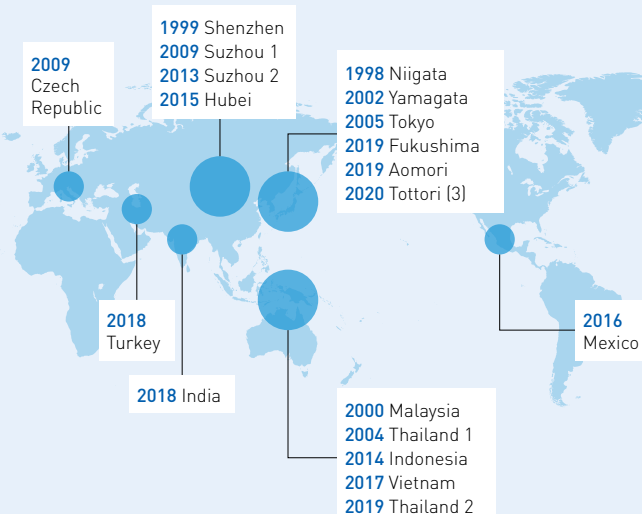 2009
Czech
Republic
1999 Shenzhen
2009 Suzhou 1
2013 Suzhou 2
2015 Hubei
1998 Niigata
2002 Yamagata
2005 Tokyo
2019 Fukushima
2019 Aomori
2020 Tottori (3)
2018
Turkey
2018 India
2016
Mexico
2000 Malaysia
2004 Thailand 1
2014 Indonesia
2017 Vietnam
2019 Thailand 2